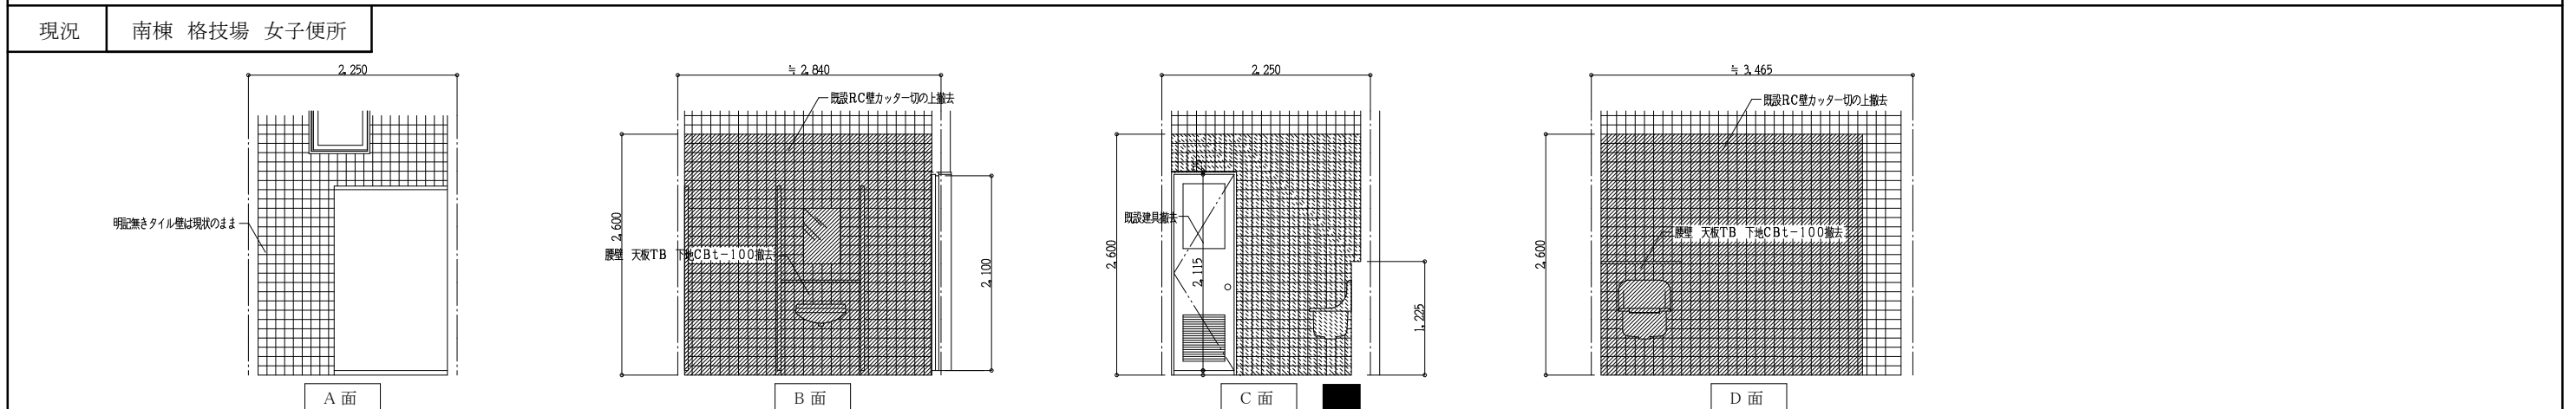 現況
南棟 格技場 女子便所
2,250
明記無きタイル壁は現状のまま
A面
≒ 2,840
既設RC壁カッター切の上撤去
2,600
腰壁 天板TB 下地CBt-100撤去
2,100
B面
2,250
既設建具撤去
2,600
2,115
1,225
C面
≒ 3,465
既設RC壁カッター切の上撤去
2,600
腰壁 天板TB 下地CBt-100撤去
D面